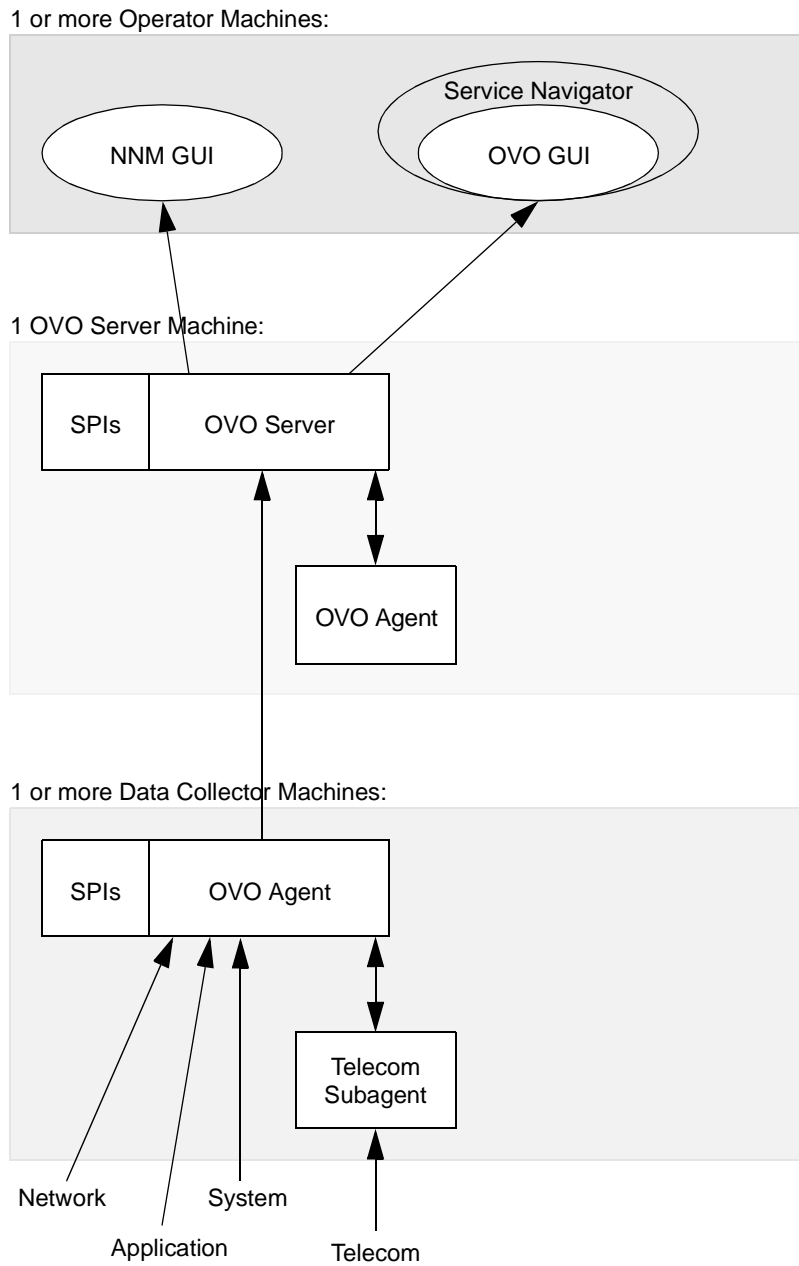 1 or more Operator Machines:
Service Navigator
NNM GUI
OVO GUI
1 OVO Server Machine:
SPIs
OVO Server
OVO Agent
1 or more Data Collector Machines:
SPIs
OVO Agent
Telecom
Subagent
Network
System
Application
Telecom